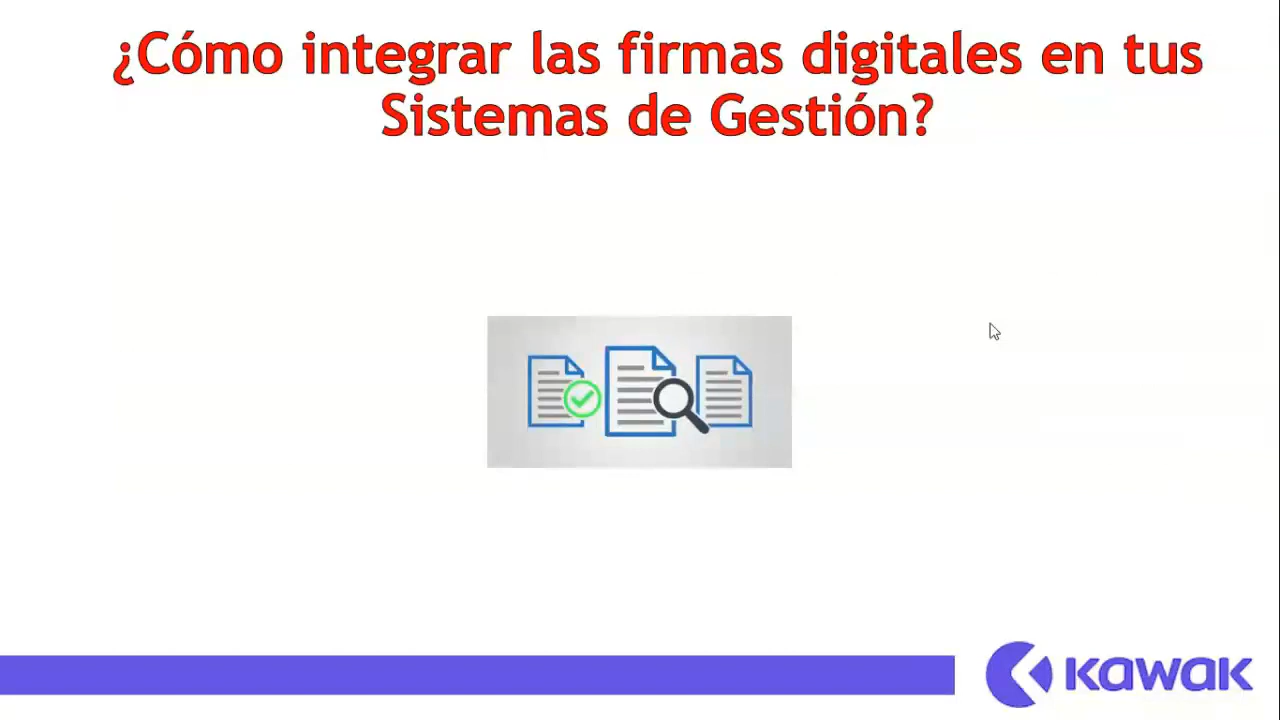 ¿Cómo integrar las firmas digitales en tus
Sistemas de Gestión?
KAWAK